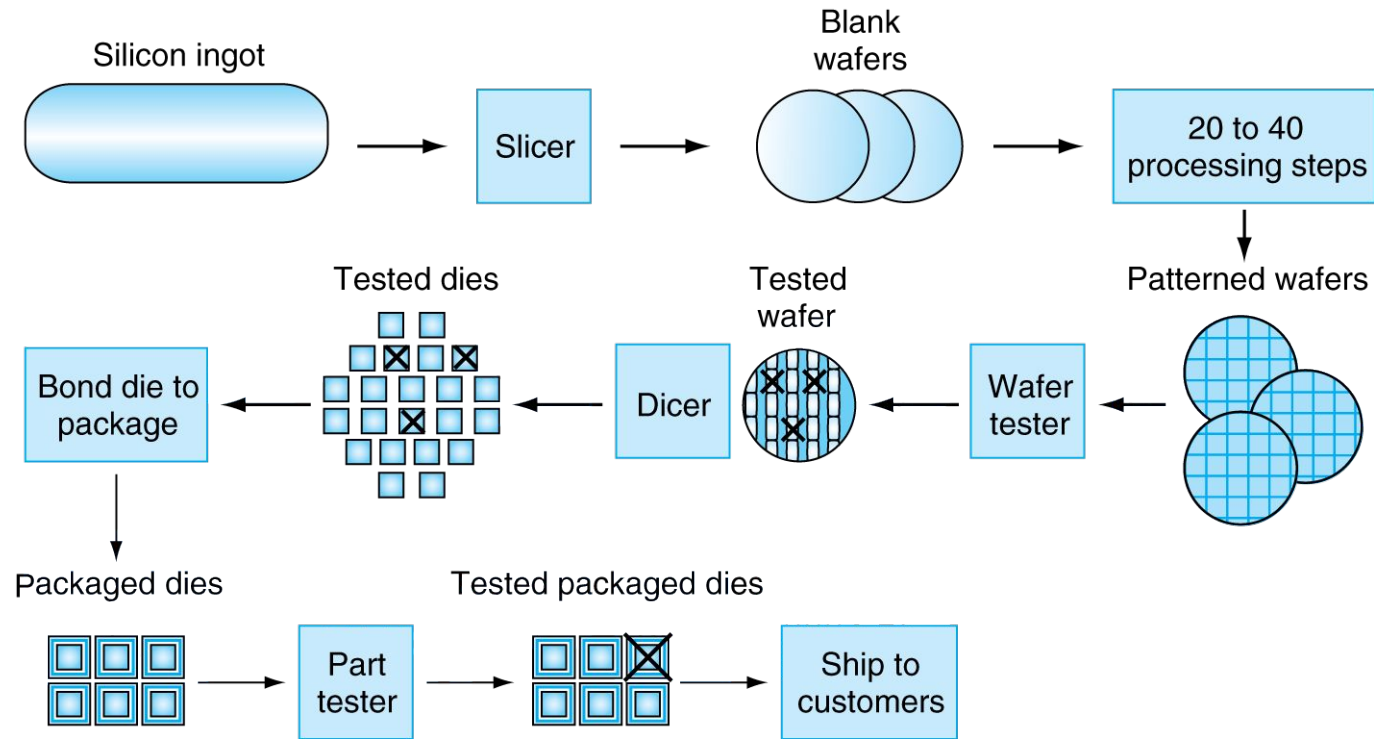 Silicon ingot
Slicer
Blank
wafers
20 to 40
processing steps
Tested dies
Tested
wafer
Patterned wafers
Bond die to
package
Dicer
Wafer
tester
Packaged dies
Tested packaged dies
Part
tester
Ship to
customers